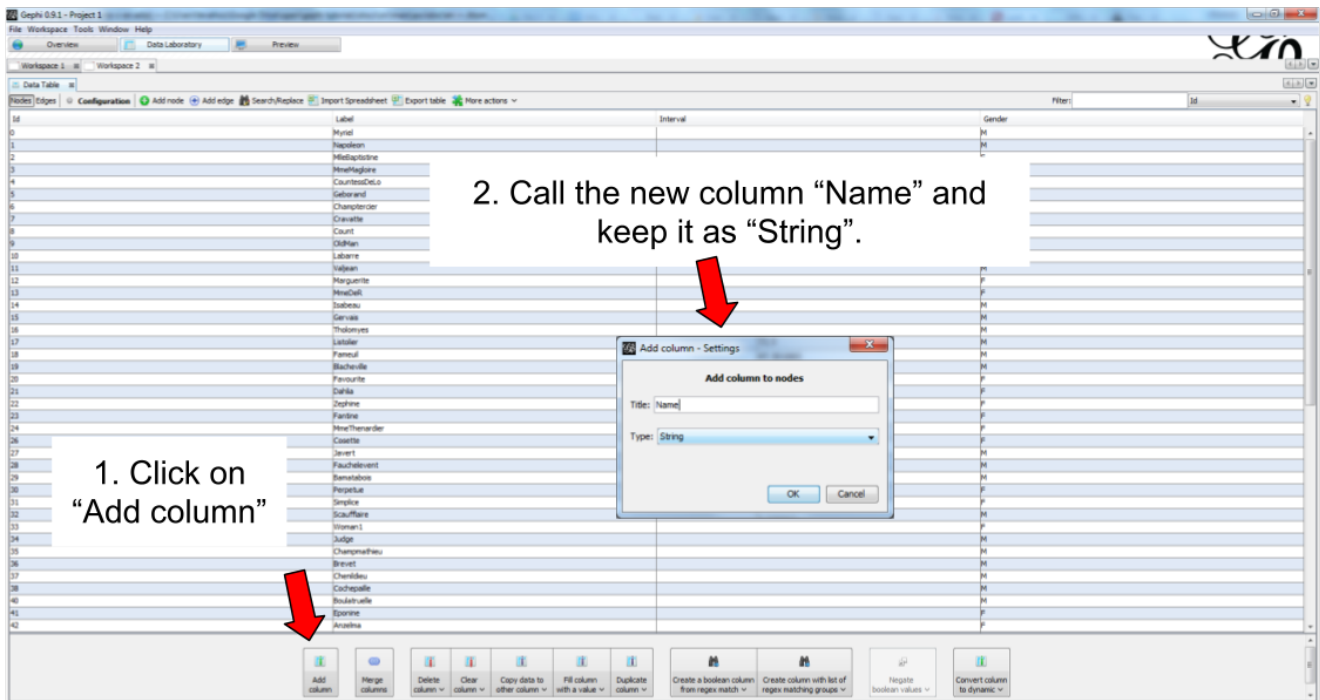 Gephi 0.9.1 - Project 1
File Workspace Tools Window Help
Overview Data Laboratory Preview
Workspace 1 Workspace 2
Data Table
Nodes Edges Configuration Add node Add edge Search/Replace Import Spreadsheet Export table More actions Filter: Id
Id Label Interval Gender
0 Myriel M
1 Napoleon M
2 MlleBaptistine
3 MmeMagloire
4 CountessDeLo
5 Geborand
6 Champtercier
7 Cravatte
8 Count
9 OldMan
10 Labarre
11 Valjean M
12 Marguerite F
13 MmeDeR F
14 Isabeau M
15 Gervais M
16 Tholomyes M
17 Listolier M
18 Fameuil M
19 Blacheville M
20 Favourite F
21 Dahlia F
22 Zephine F
23 Fantine F
24 MmeThenardier F
26 Cosette F
27 Javert M
28 Fauchelevent M
29 Bamatabois M
30 Perpetue F
31 Simplice F
32 Scaufflaire M
33 Woman1 F
34 Judge M
35 Champmathieu M
36 Brevet M
37 Chenildieu M
38 Cochepaille M
40 Boulatruelle M
41 Eponine F
42 Anzelma F
2. Call the new column “Name” and
keep it as “String”.
Add column - Settings
Add column to nodes
Title: Name
Type: String
OK Cancel
1. Click on
“Add column”
Add column
Merge columns
Delete column
Clear column
Copy data to other column
Fill column with a value
Duplicate column
Create a boolean column from regex match
Create column with list of regex matching groups
Negate boolean values
Convert column to dynamic